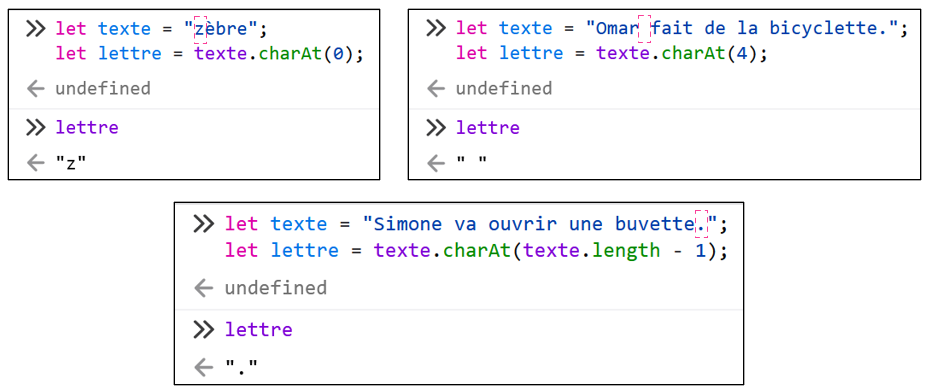 >> let texte = "zèbre";
let lettre = texte.charAt(0);
← undefined
>> lettre
← "z"
>> let texte = "Omar fait de la bicyclette.";
let lettre = texte.charAt(4);
← undefined
>> lettre
← " "
>> let texte = "Simone va ouvrir une buvette.";
let lettre = texte.charAt(texte.length - 1);
← undefined
>> lettre
← "."